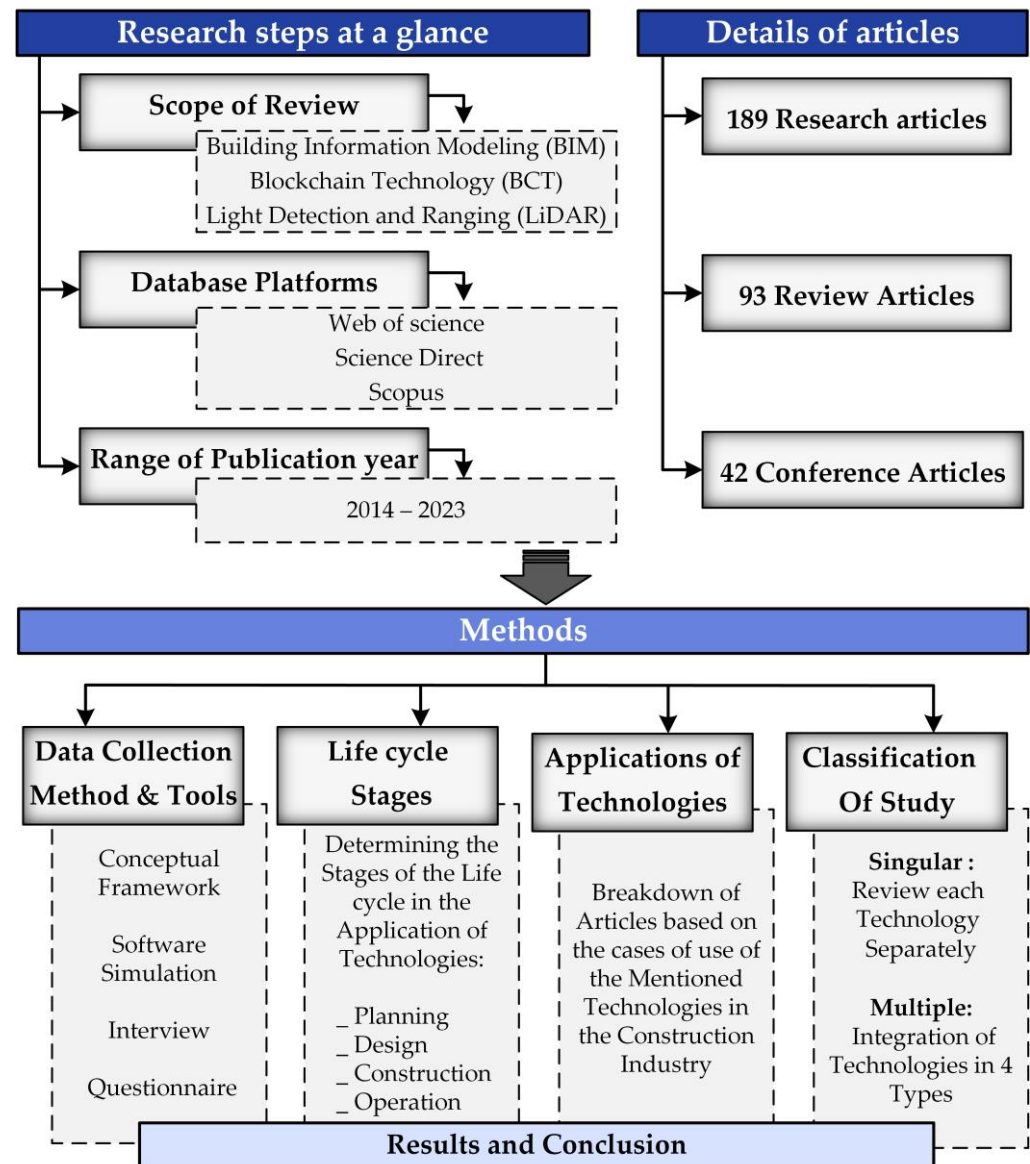 Research steps at a glance
Scope of Review
Building Information Modeling (BIM)
Blockchain Technology (BCT)
Light Detection and Ranging (LiDAR)
Database Platforms
Web of science
Science Direct
Scopus
Range of Publication year
2014 – 2023
Details of articles
189 Research articles
93 Review Articles
42 Conference Articles
Methods
Data Collection
Method & Tools
Conceptual
Framework
Software
Simulation
Interview
Questionnaire
Life cycle
Stages
Determining the
Stages of the Life
cycle in the
Application of
Technologies:
_ Planning
_ Design
_ Construction
_ Operation
Applications of
Technologies
Breakdown of
Articles based on
the cases of use of
the Mentioned
Technologies in
the Construction
Industry
Classification
Of Study
Singular :
Review each
Technology
Separately
Multiple:
Integration of
Technologies in 4
Types
Results and Conclusion